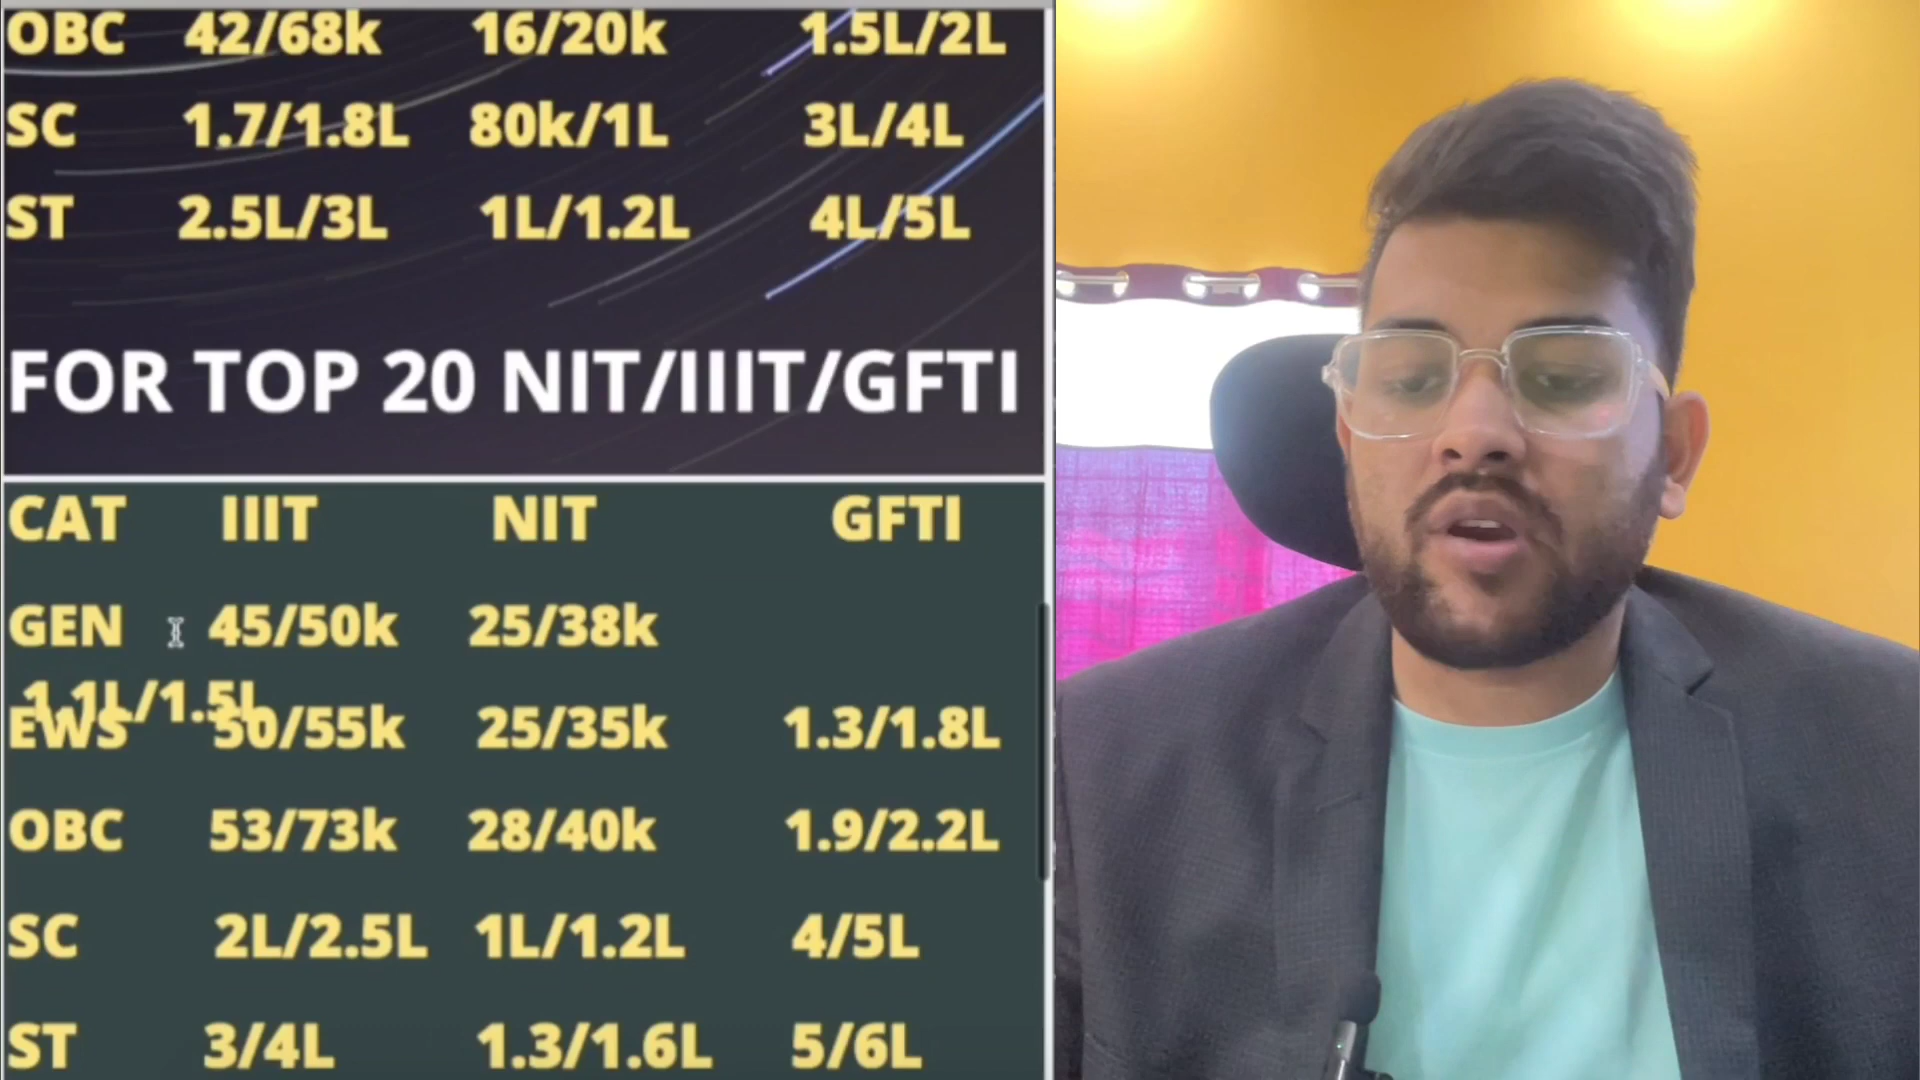 OBC 42/68k 16/20k 1.5L/2L
SC 1.7/1.8L 80k/1L 3L/4L
ST 2.5L/3L 1L/1.2L 4L/5L
FOR TOP 20 NIT/IIIT/GFTI
CAT IIIT NIT GFTI
GEN 45/50k 25/38k
1.1L/1.5L
EWS 50/55k 25/35k 1.3/1.8L
OBC 53/73k 28/40k 1.9/2.2L
SC 2L/2.5L 1L/1.2L 4/5L
ST 3/4L 1.3/1.6L 5/6L